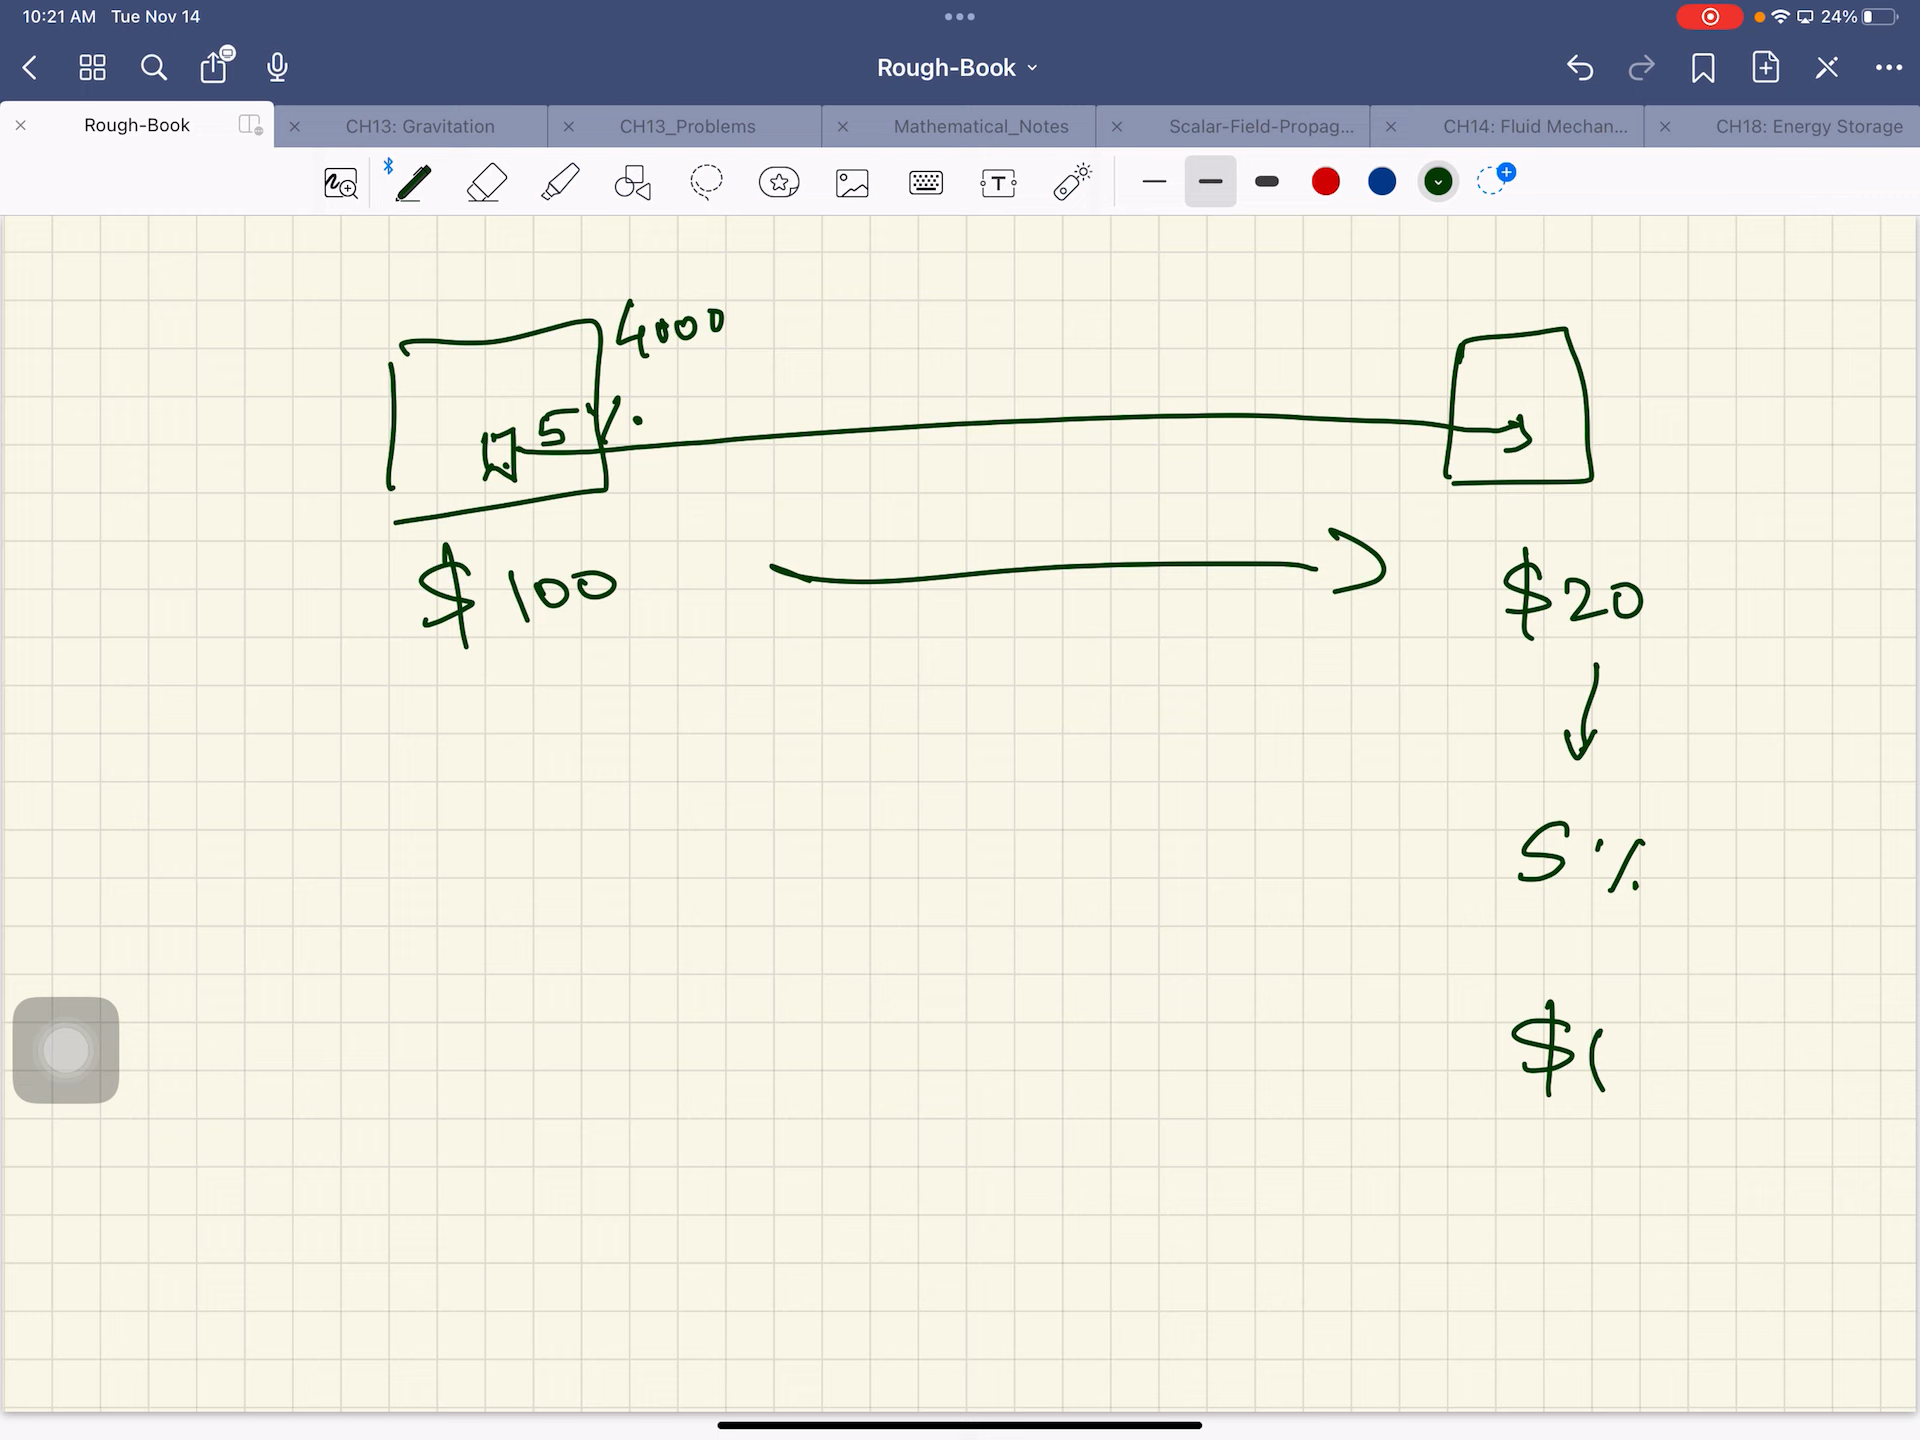 10:21 AM Tue Nov 14
24%
Rough-Book
Rough-Book
CH13: Gravitation
CH13_Problems
Mathematical_Notes
Scalar-Field-Propag...
CH14: Fluid Mechan...
CH18: Energy Storage
T
4000
5%
$100
$20
5%
$(